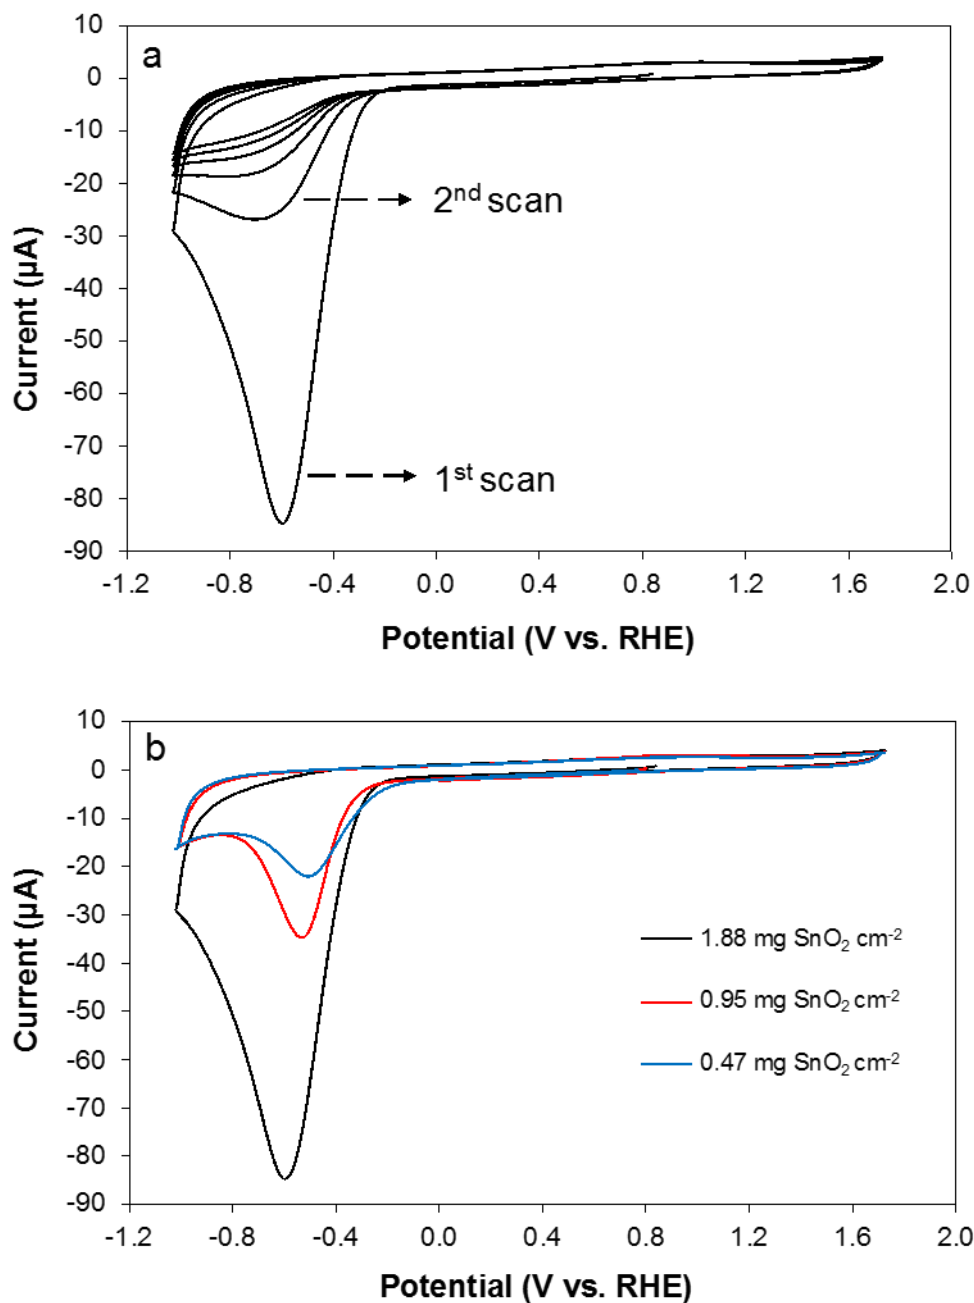 a
10
0
-10
-20
-30
-40
-50
-60
-70
-80
-90
Current (µA)
2nd scan
1st scan
-1.2 -0.8 -0.4 0.0 0.4 0.8 1.2 1.6 2.0
Potential (V vs. RHE)
b
10
0
-10
-20
-30
-40
-50
-60
-70
-80
-90
Current (µA)
1.88 mg SnO2 cm-2
0.95 mg SnO2 cm-2
0.47 mg SnO2 cm-2
-1.2 -0.8 -0.4 0.0 0.4 0.8 1.2 1.6 2.0
Potential (V vs. RHE)